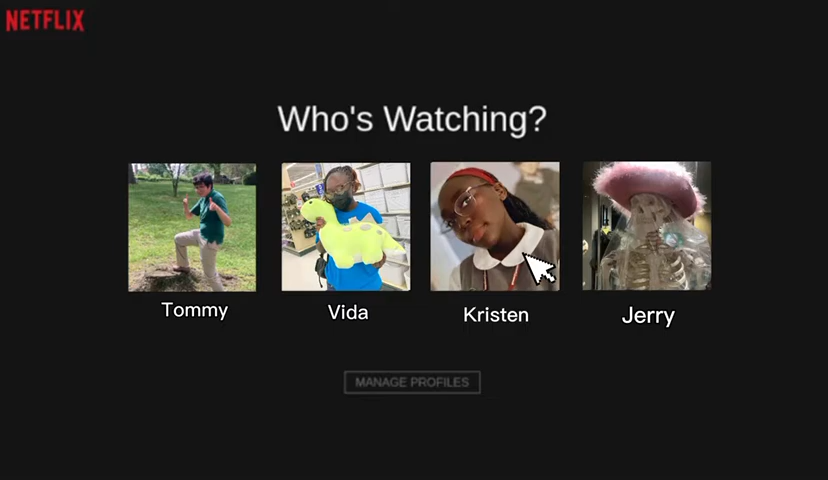 NETFLIX
Who's Watching?
Tommy
Vida
Kristen
Jerry
MANAGE PROFILES